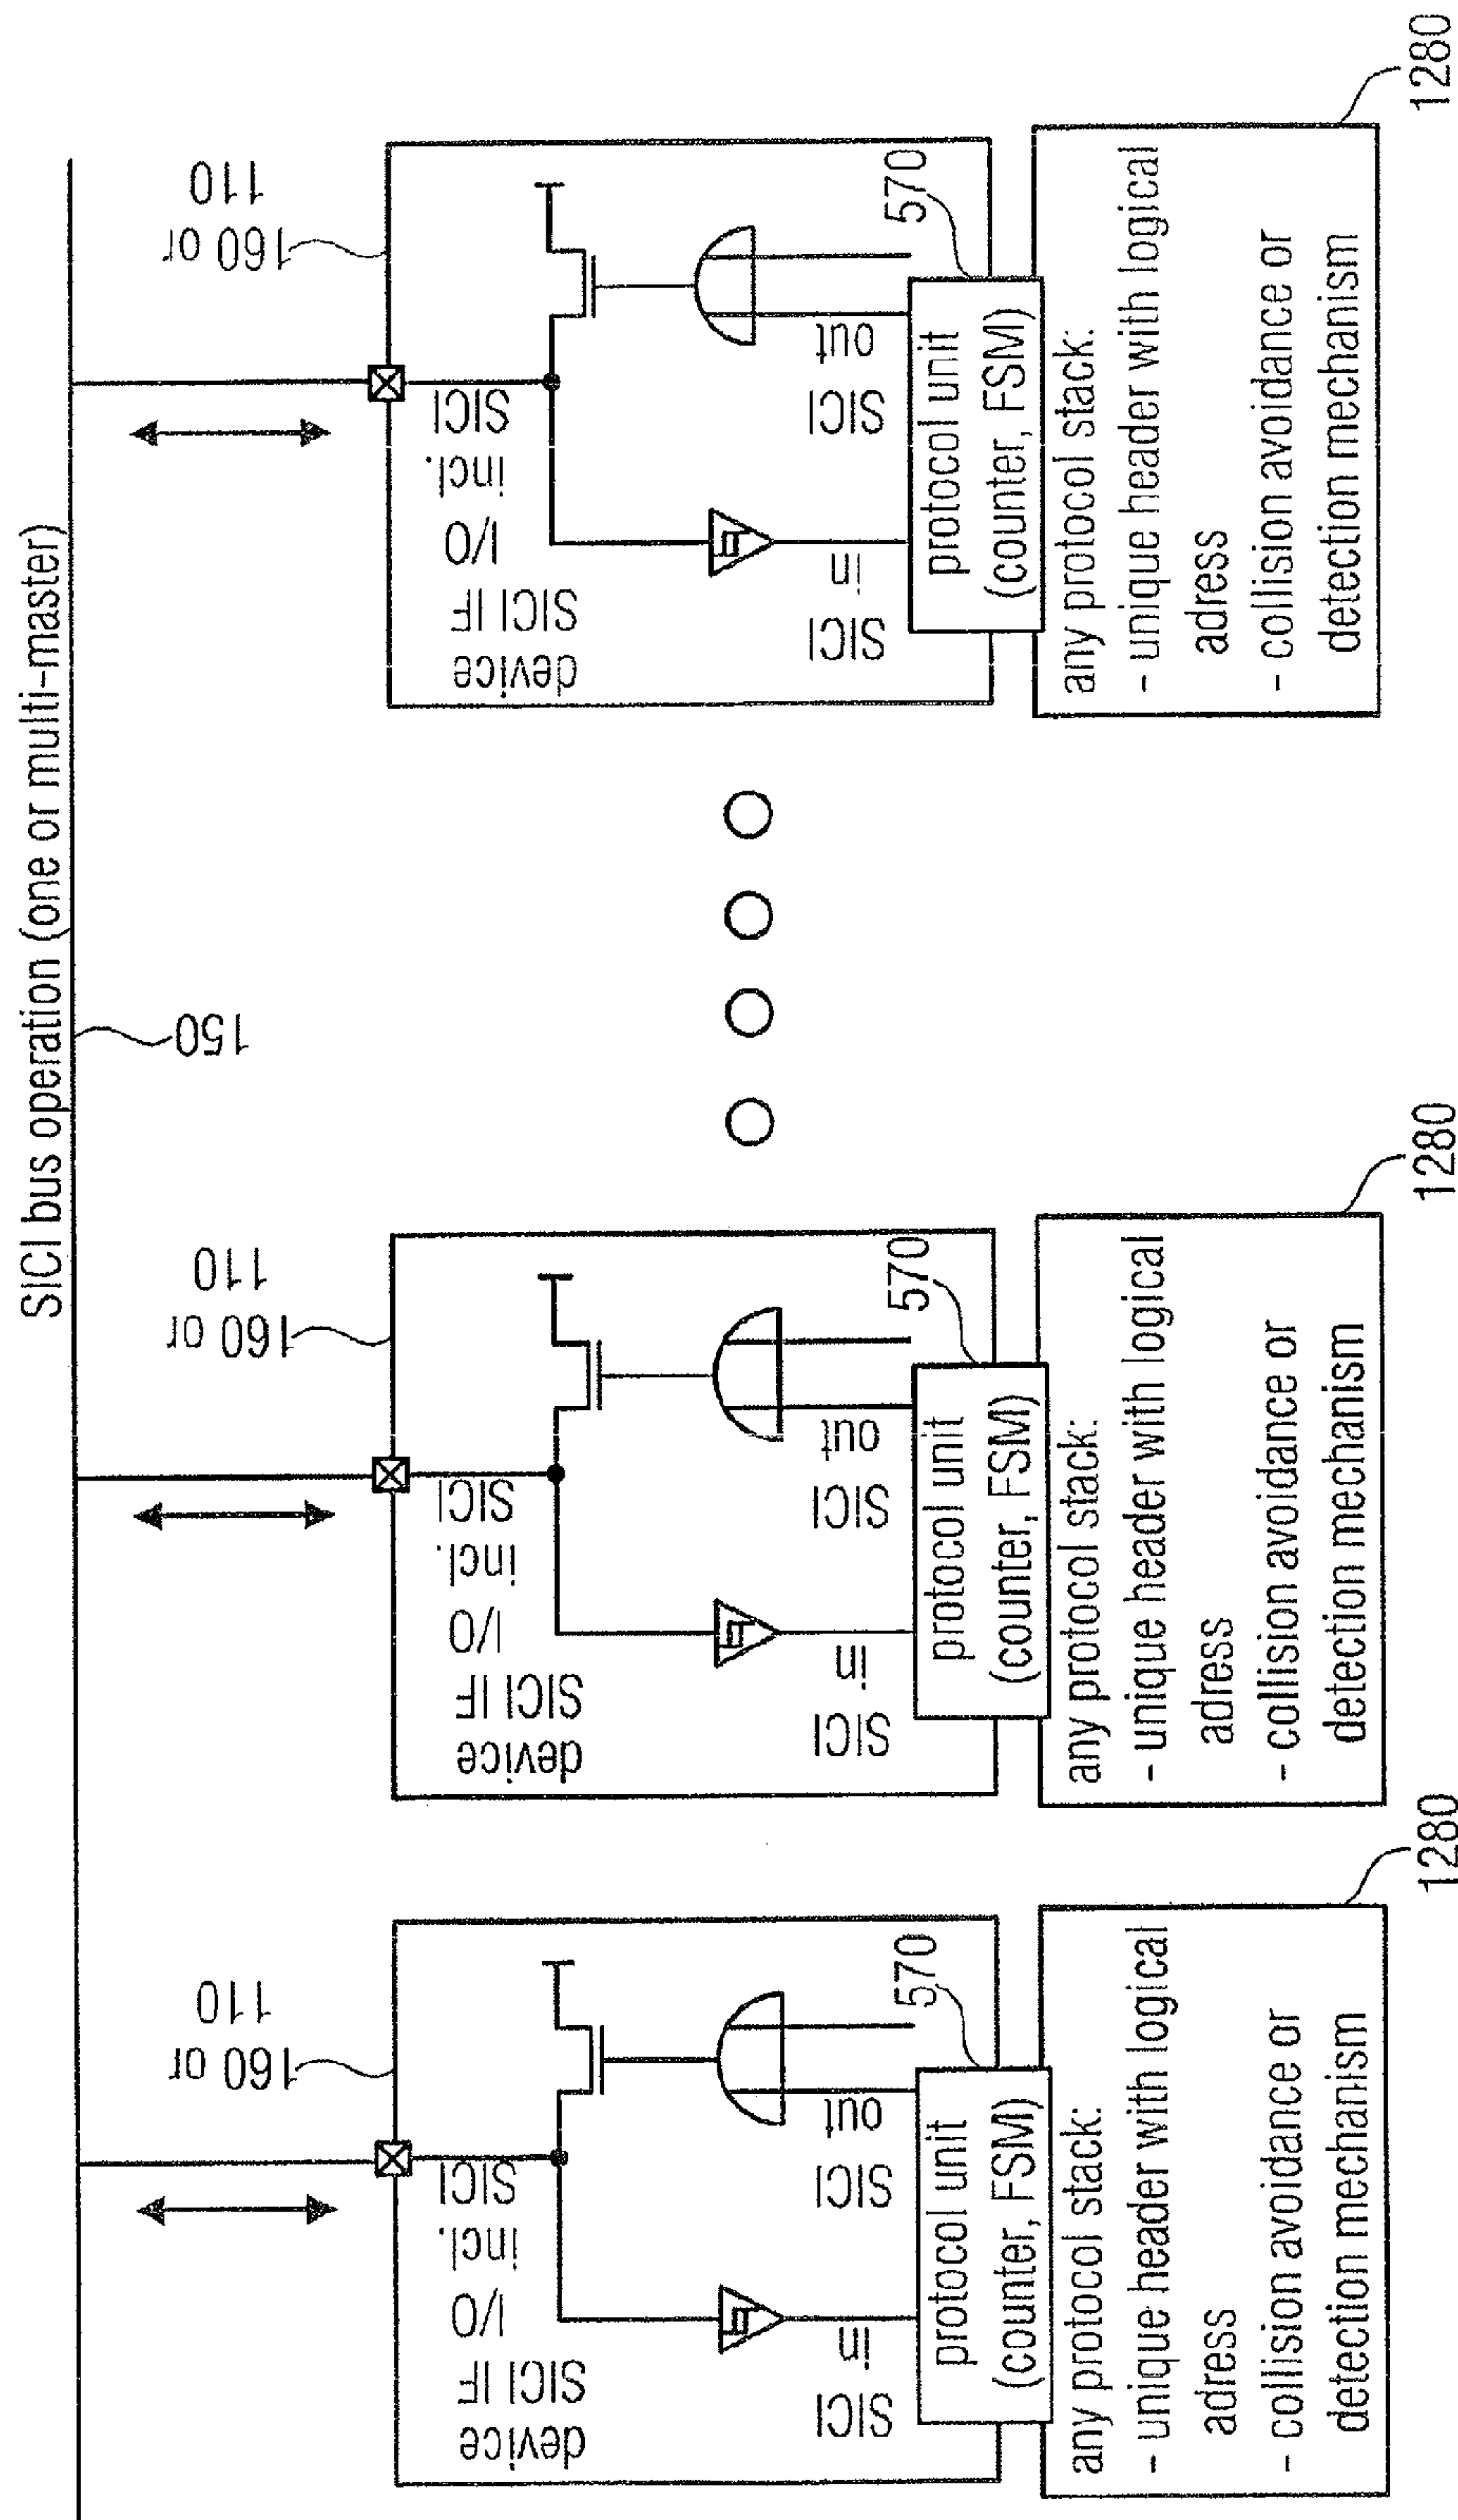 SICI bus operation (one or multi-master)
150
160 or
110
device
SICI IF
I/O
incl.
SICI
SICI
in
SICI
out
570
protocol unit
(counter, FSM)
any protocol stack:
- unique header with logical
adress
- collision avoidance or
detection mechanism
1280
160 or
110
device
SICI IF
I/O
incl.
SICI
SICI
in
SICI
out
570
protocol unit
(counter, FSM)
any protocol stack:
- unique header with logical
adress
- collision avoidance or
detection mechanism
1280
160 or
110
device
SICI IF
I/O
incl.
SICI
SICI
in
SICI
out
570
protocol unit
(counter, FSM)
any protocol stack:
- unique header with logical
adress
- collision avoidance or
detection mechanism
1280